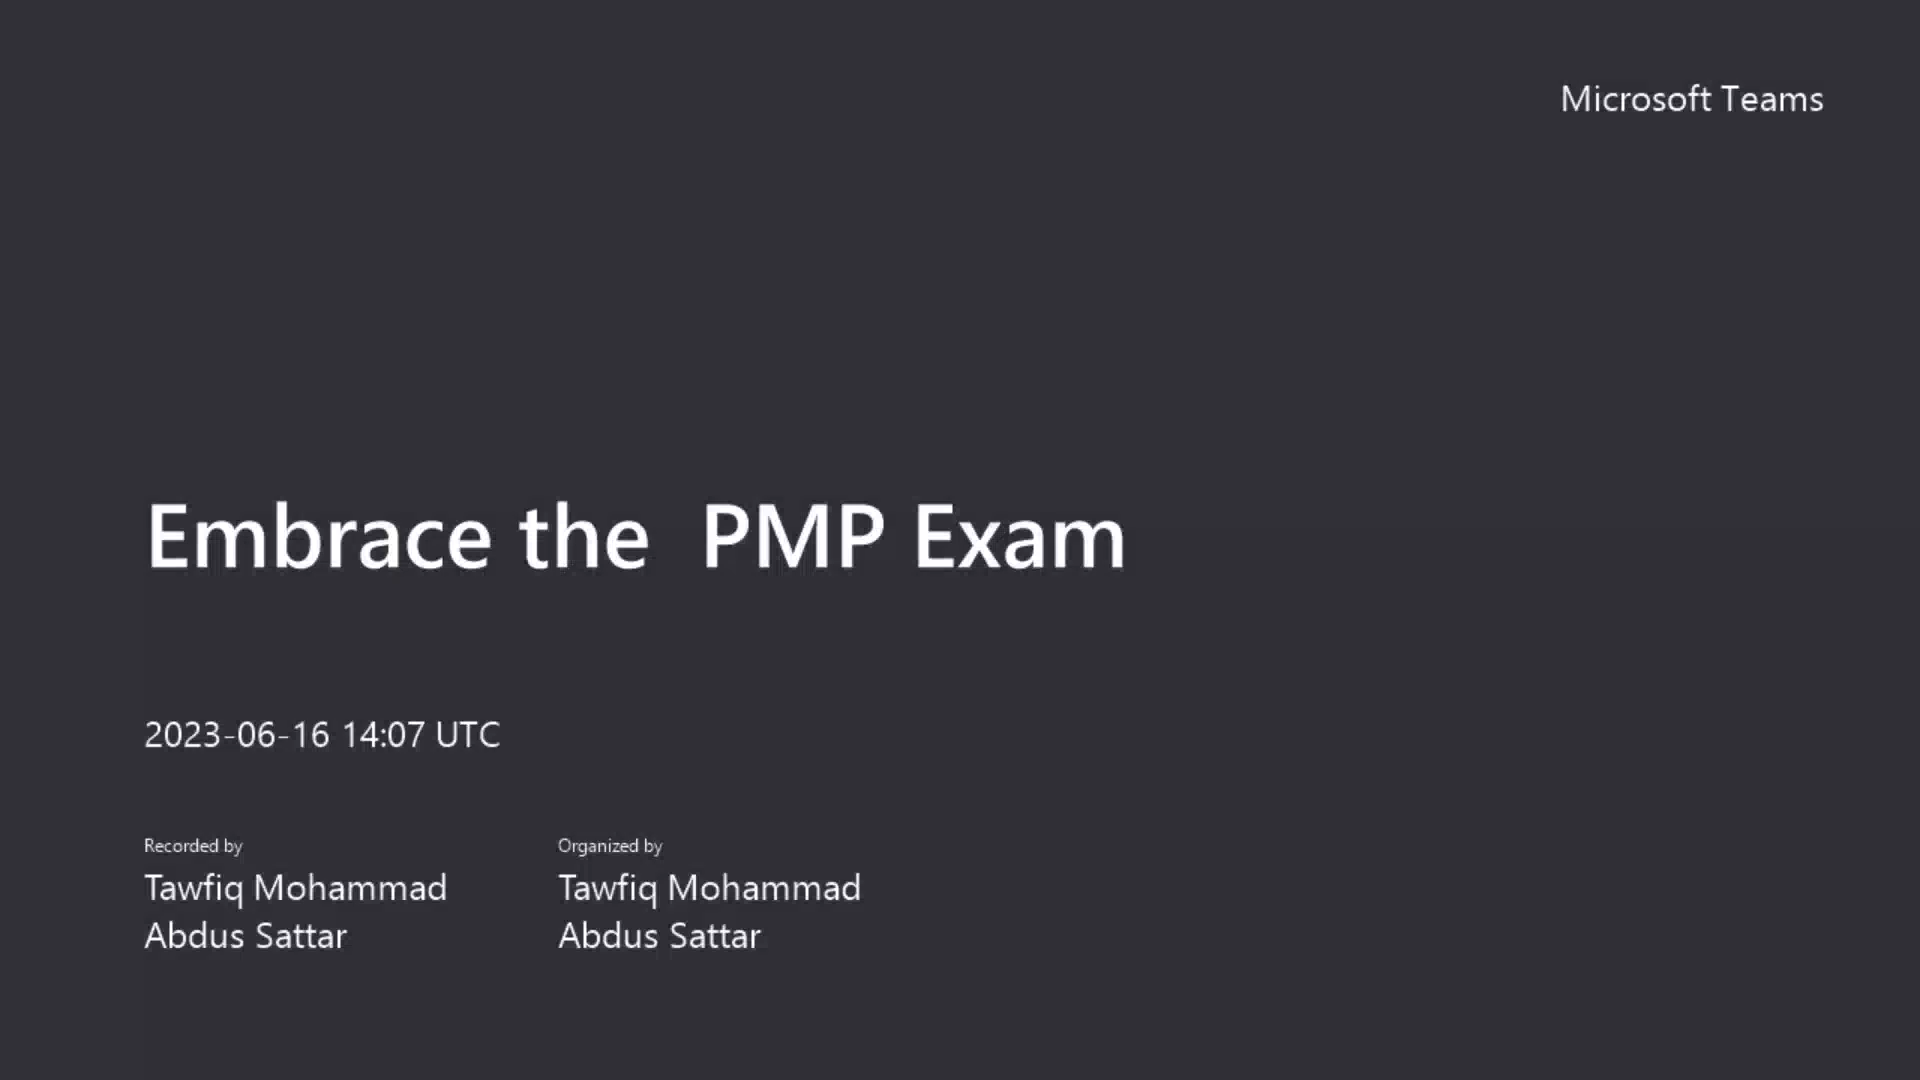 Microsoft Teams
Embrace the  PMP Exam
2023-06-16 14:07 UTC
Recorded by
Tawfiq Mohammad
Abdus Sattar
Organized by
Tawfiq Mohammad
Abdus Sattar